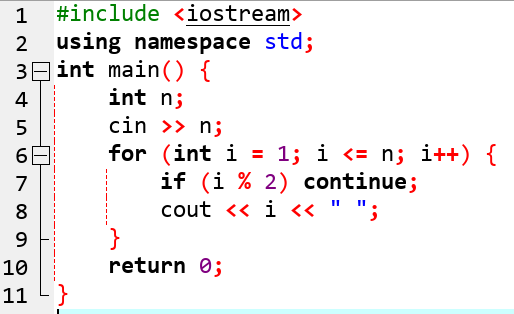 1 #include <iostream>
2 using namespace std;
3 int main() {
4 int n;
5 cin >> n;
6 for (int i = 1; i <= n; i++) {
7 if (i % 2) continue;
8 cout << i << " ";
9 }
10 return 0;
11 }